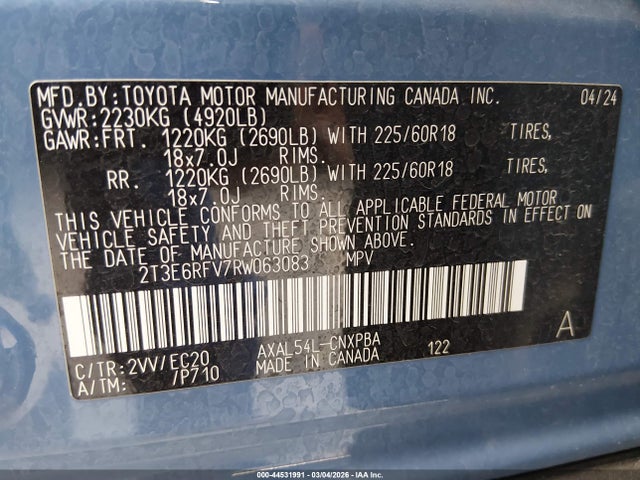 MFD.BY:TOYOTA MOTOR MANUFACTURING CANADA INC. 04/24
GVWR:2230KG (4920LB)
GAWR:FRT. 1220KG (2690LB) WITH 225/60R18 TIRES,
18x7.0J RIMS.
RR. 1220KG (2690LB) WITH 225/60R18 TIRES,
18x7.0J RIMS.
THIS VEHICLE CONFORMS TO ALL APPLICABLE FEDERAL MOTOR
VEHICLE SAFETY AND THEFT PREVENTION STANDARDS IN EFFECT ON
THE DATE OF MANUFACTURE SHOWN ABOVE.
2T3E6RFV7RW063083 MPV
A
C/TR:2VV/EC20 AXAL54L-CNXPBA 122
A/TM: /P710 MADE IN CANADA
000-44531991 - 03/04/2026 - IAA Inc.